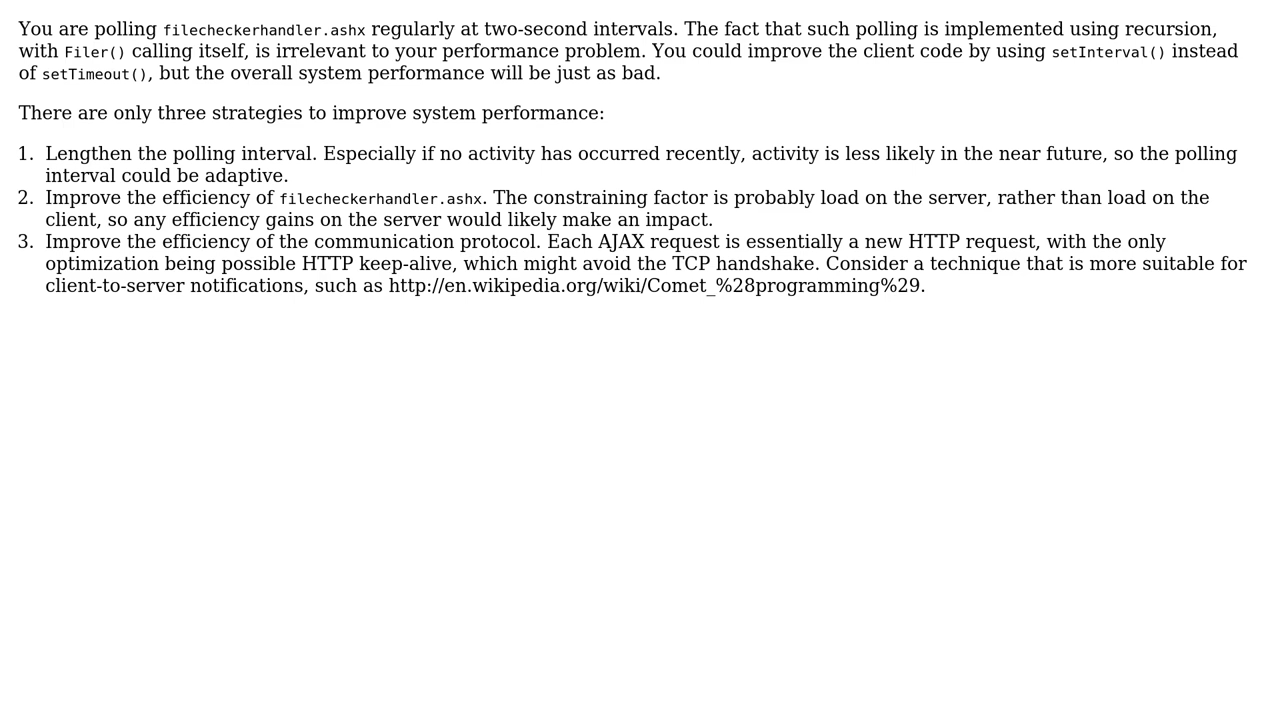 You are polling filecheckerhandler.ashx regularly at two-second intervals. The fact that such polling is implemented using recursion,
with Filer() calling itself, is irrelevant to your performance problem. You could improve the client code by using setInterval() instead
of setTimeout(), but the overall system performance will be just as bad.
There are only three strategies to improve system performance:
1. Lengthen the polling interval. Especially if no activity has occurred recently, activity is less likely in the near future, so the polling
interval could be adaptive.
2. Improve the efficiency of filecheckerhandler.ashx. The constraining factor is probably load on the server, rather than load on the
client, so any efficiency gains on the server would likely make an impact.
3. Improve the efficiency of the communication protocol. Each AJAX request is essentially a new HTTP request, with the only
optimization being possible HTTP keep-alive, which might avoid the TCP handshake. Consider a technique that is more suitable for
client-to-server notifications, such as http://en.wikipedia.org/wiki/Comet_%28programming%29.